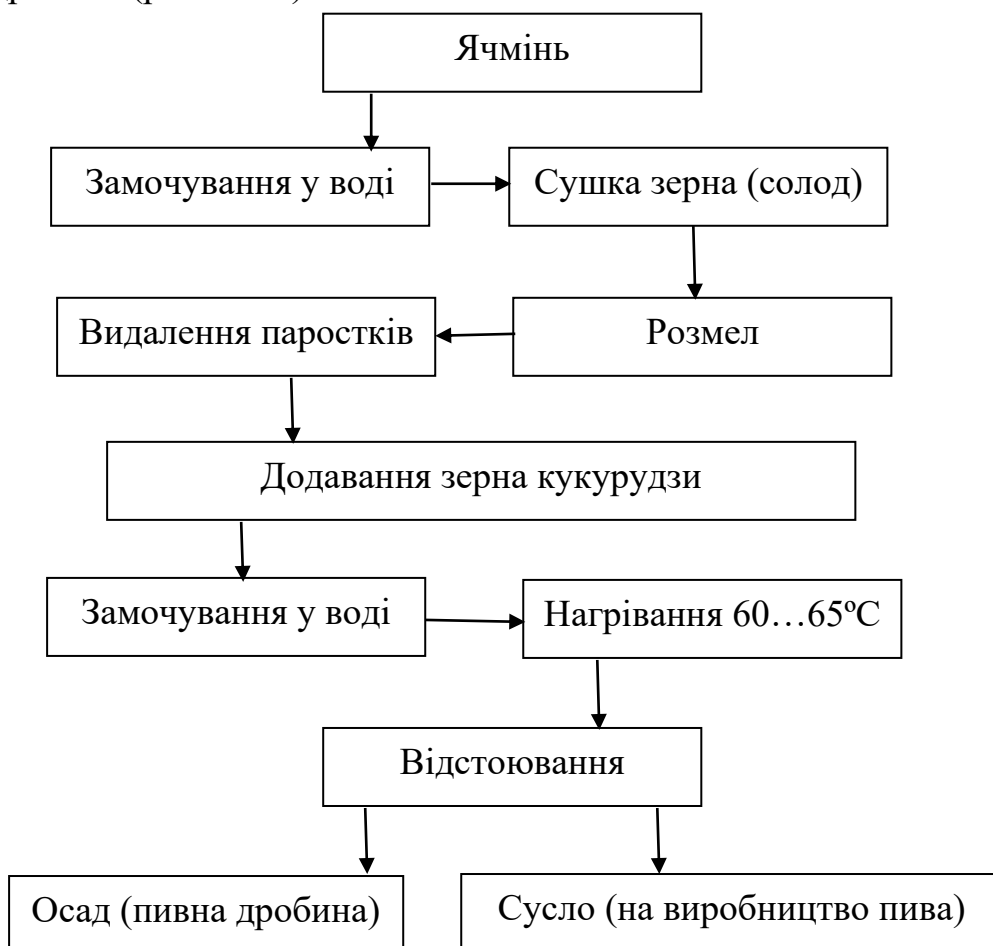 Ячмінь
Замочування у воді
Сушка зерна (солод)
Видалення паростків
Розмел
Додавання зерна кукурудзи
Замочування у воді
Нагрівання 60…65ºС
Відстоювання
Осад (пивна дробина)
Сусло (на виробництво пива)